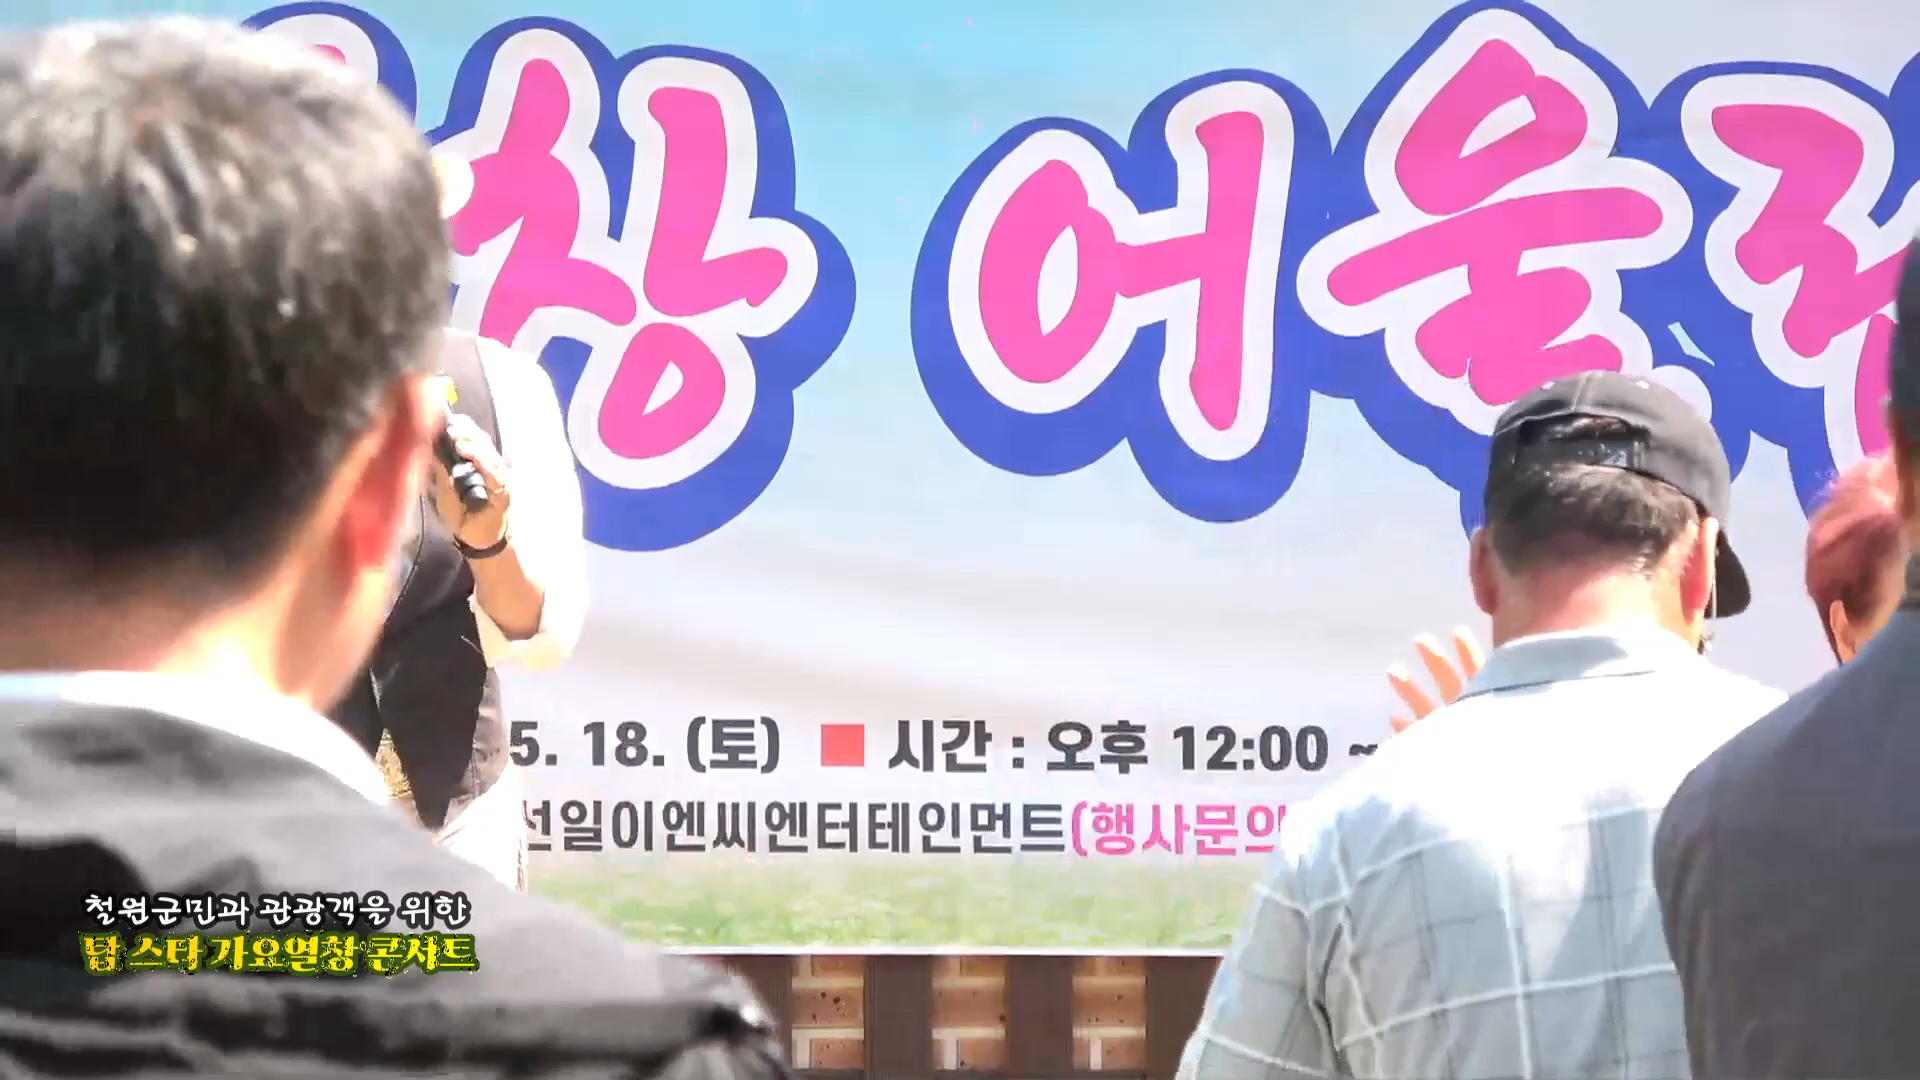 창 어울
5. 18. (토) ■ 시간 : 오후 12:00 ~
선일이엔씨엔터테인먼트(행사문의
철원군민과 관광객을 위한
탑 스타 가요열창 콘서트